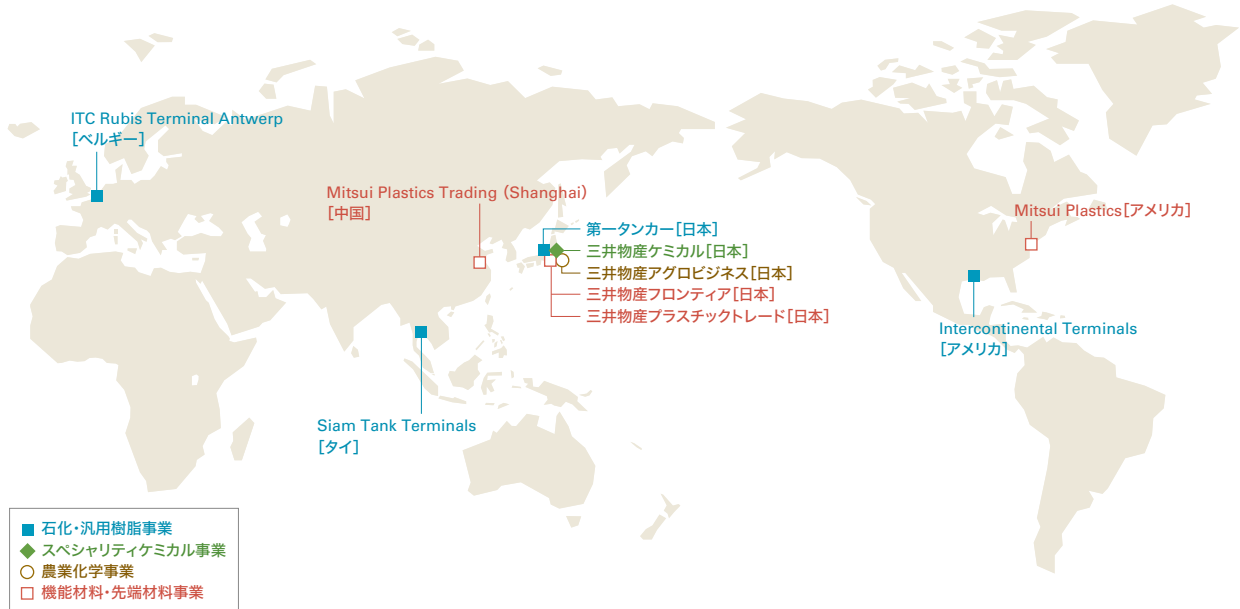 ITC Rubis Terminal Antwerp
[ベルギー]
Mitsui Plastics Trading (Shanghai)
[中国]
第一タンカー[日本]
三井物産ケミカル[日本]
三井物産アグロビジネス[日本]
三井物産フロンティア[日本]
三井物産プラスチックトレード[日本]
Mitsui Plastics[アメリカ]
Intercontinental Terminals
[アメリカ]
Siam Tank Terminals
[タイ]
石化・汎用樹脂事業
スペシャリティケミカル事業
農業化学事業
機能材料・先端材料事業